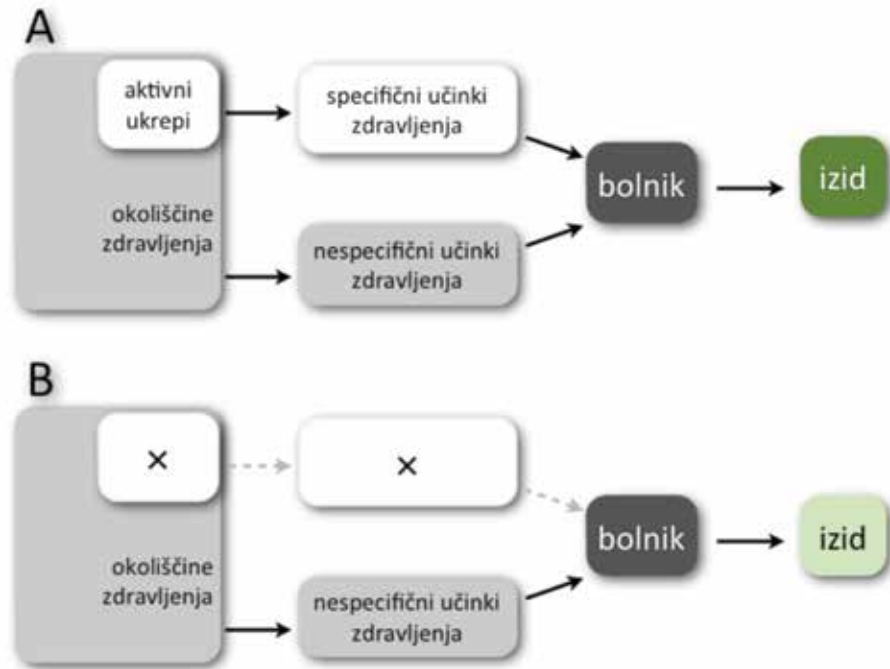 A
aktivni
ukrepi
specifični učinki
zdravljenja
bolnik
izid
okoliščine
zdravljenja
nespecifični učinki
zdravljenja
B
×
×
bolnik
izid
okoliščine
zdravljenja
nespecifični učinki
zdravljenja